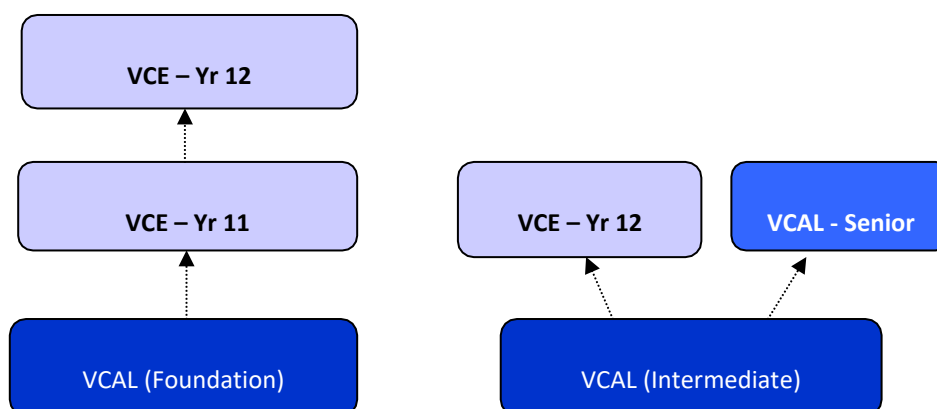 VCE – Yr 12
VCE – Yr 11
VCE – Yr 12
VCAL - Senior
VCAL (Foundation)
VCAL (Intermediate)